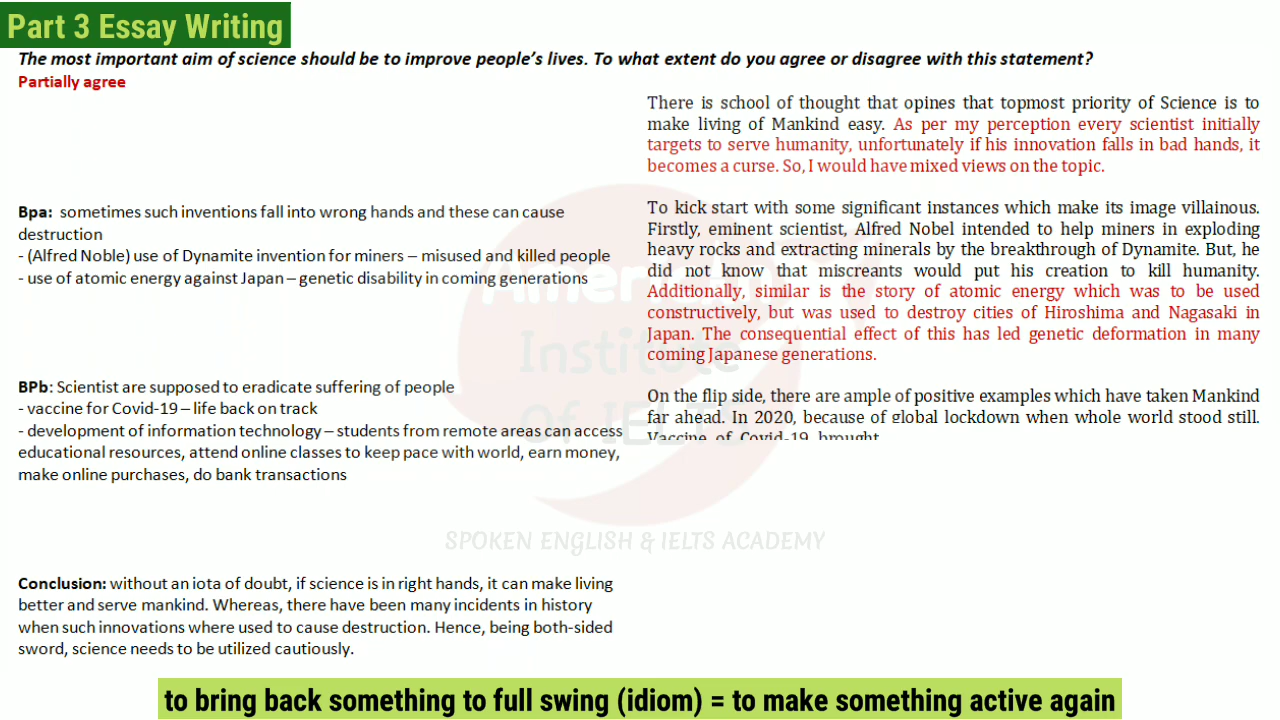 Part 3 Essay Writing
The most important aim of science should be to improve people's lives. To what extent do you agree or disagree with this statement?
Partially agree
Bpa: sometimes such inventions fall into wrong hands and these can cause
destruction
- (Alfred Noble) use of Dynamite invention for miners – misused and killed people
- use of atomic energy against Japan – genetic disability in coming generations
BPb: Scientist are supposed to eradicate suffering of people
- vaccine for Covid-19 – life back on track
- development of information technology – students from remote areas can access
educational resources, attend online classes to keep pace with world, earn money,
make online purchases, do bank transactions
Conclusion: without an iota of doubt, if science is in right hands, it can make living
better and serve mankind. Whereas, there have been many incidents in history
when such innovations where used to cause destruction. Hence, being both-sided
sword, science needs to be utilized cautiously.
There is school of thought that opines that topmost priority of Science is to
make living of Mankind easy. As per my perception every scientist initially
targets to serve humanity, unfortunately if his innovation falls in bad hands, it
becomes a curse. So, I would have mixed views on the topic.
To kick start with some significant instances which make its image villainous.
Firstly, eminent scientist, Alfred Nobel intended to help miners in exploding
heavy rocks and extracting minerals by the breakthrough of Dynamite. But, he
did not know that miscreants would put his creation to kill humanity.
Additionally, similar is the story of atomic energy which was to be used
constructively, but was used to destroy cities of Hiroshima and Nagasaki in
Japan. The consequential effect of this has led genetic deformation in many
coming Japanese generations.
On the flip side, there are ample of positive examples which have taken Mankind
far ahead. In 2020, because of global lockdown when whole world stood still.
Vaccine of Covid-19 brought
American
Institute
Of IELTS
SPOKEN ENGLISH & IELTS ACADEMY
to bring back something to full swing (idiom) = to make something active again